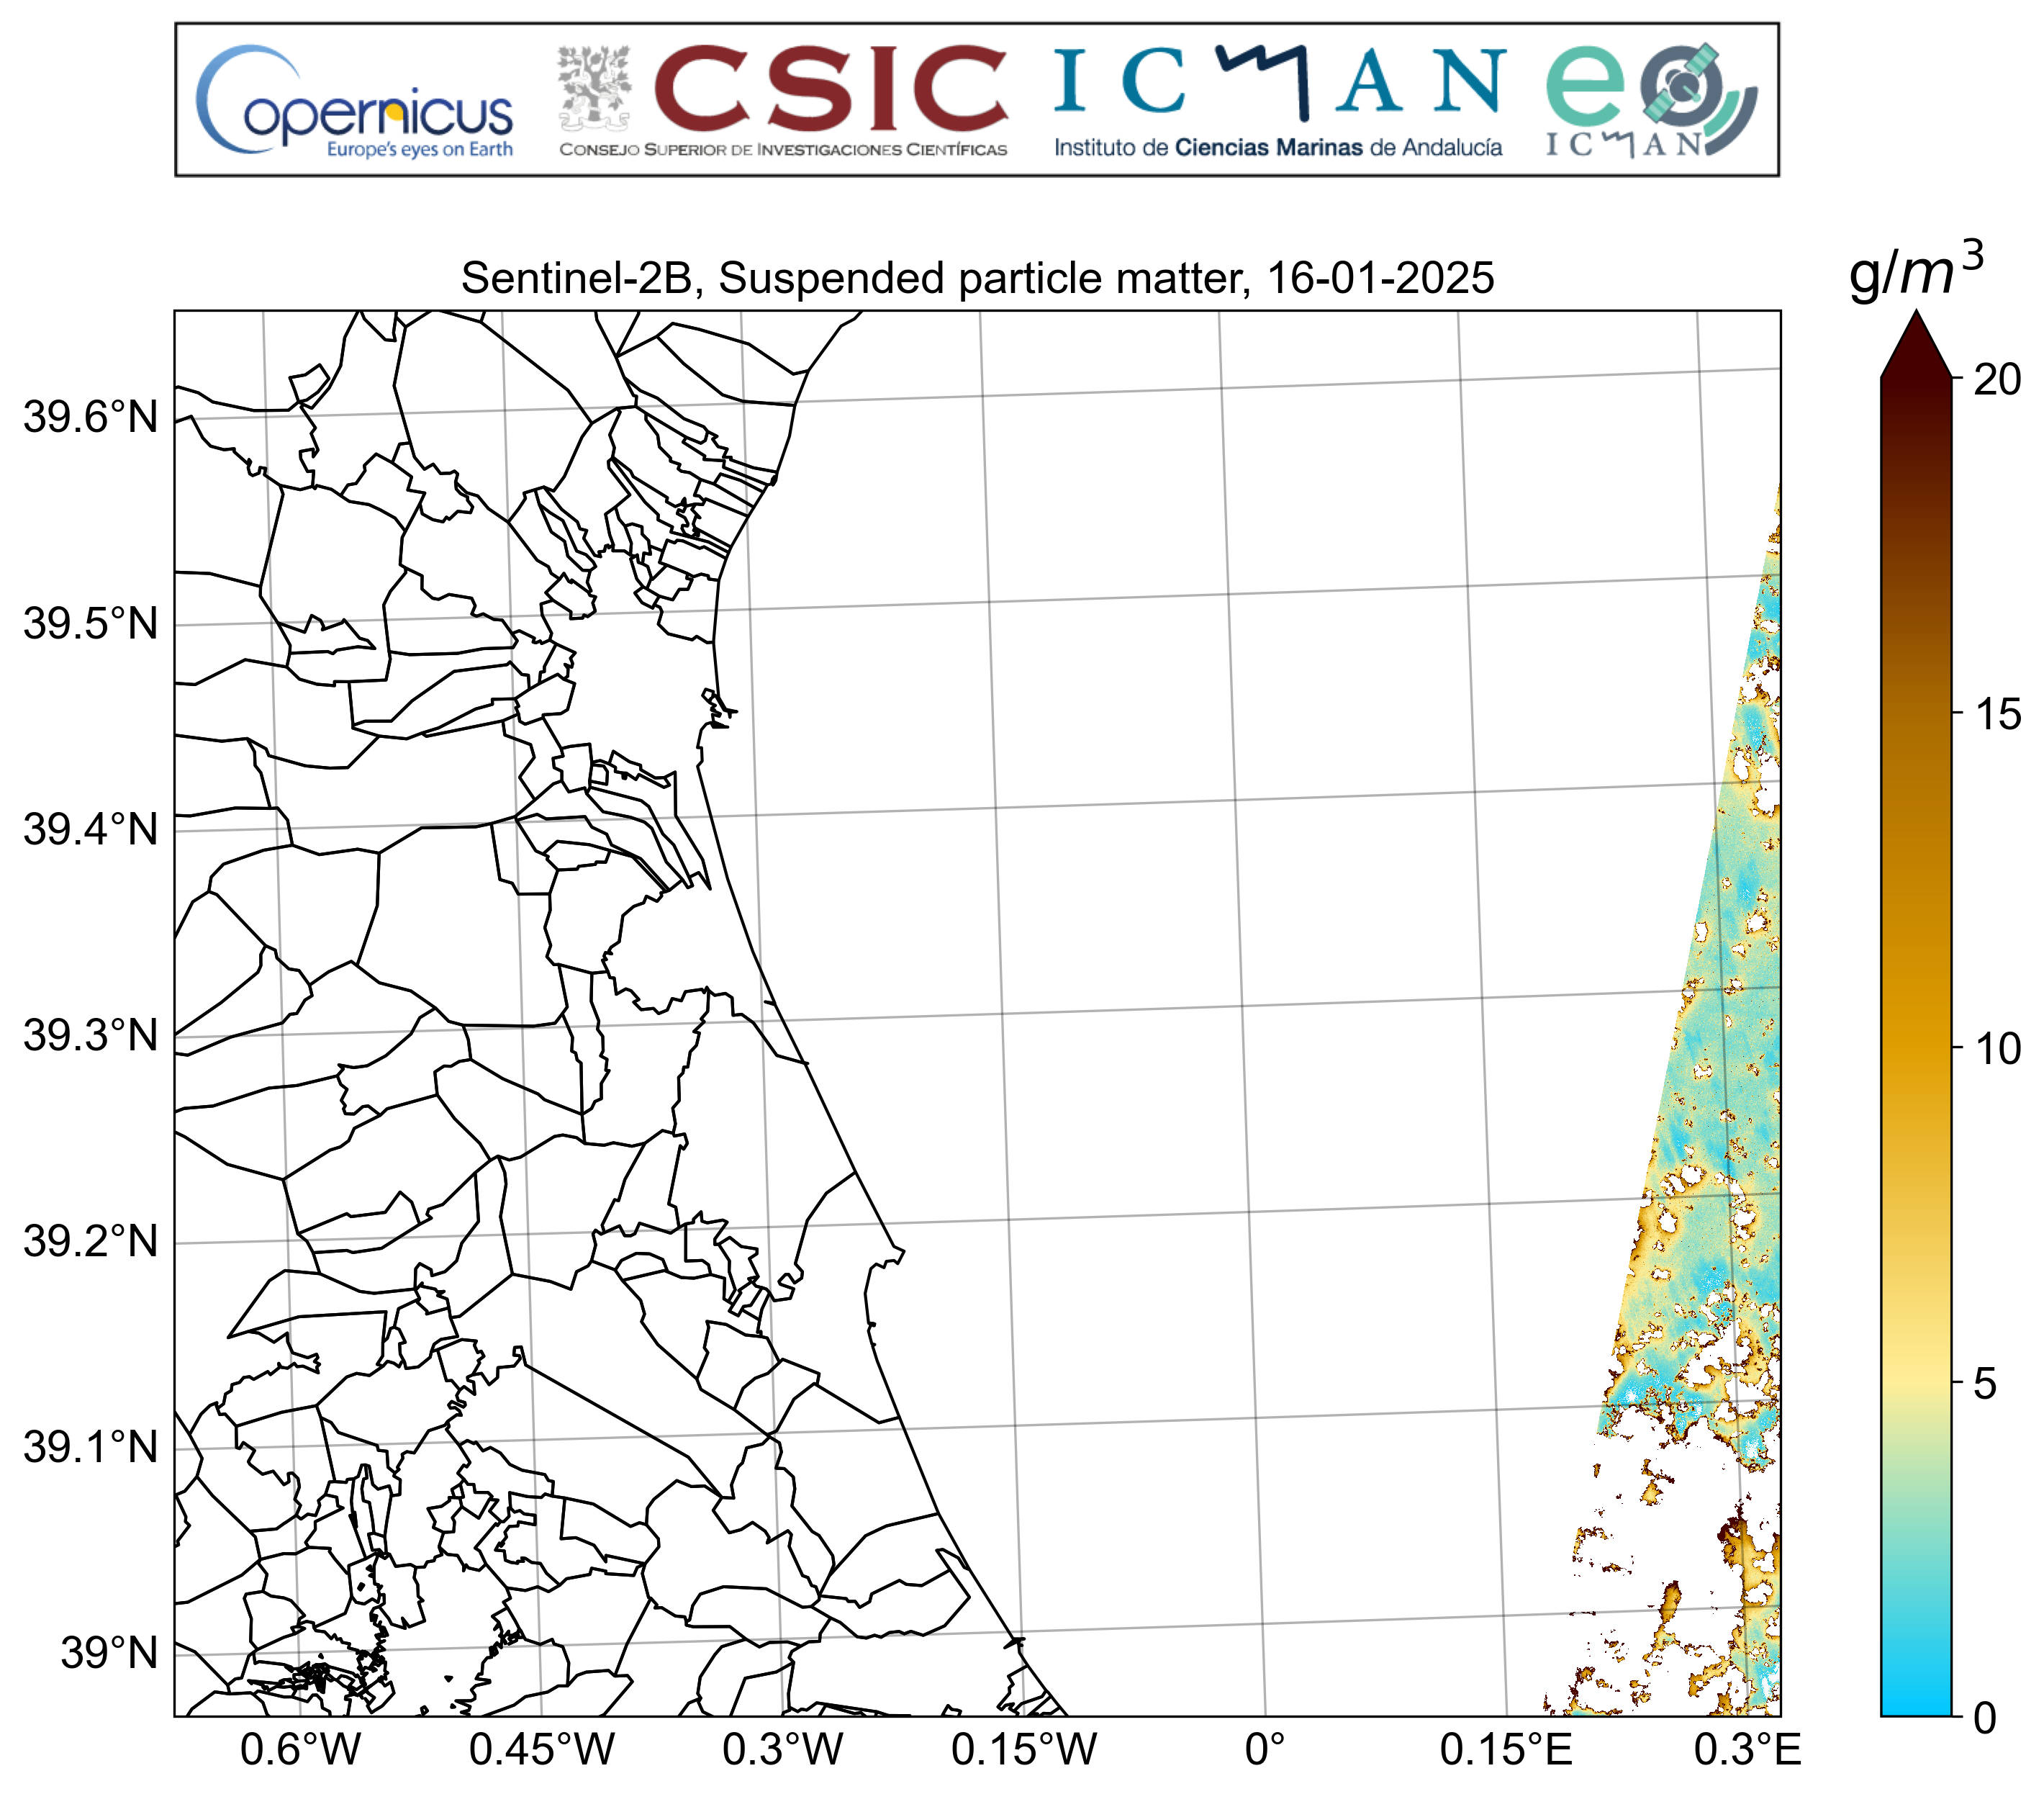 Copernicus
Europe's eyes on Earth
CSIC
CONSEJO SUPERIOR DE INVESTIGACIONES CIENTÍFICAS
ICMAN
Instituto de Ciencias Marinas de Andalucía
eo
ICMAN
Sentinel-2B, Suspended particle matter, 16-01-2025
g/m³
39.6°N
39.5°N
39.4°N
39.3°N
39.2°N
39.1°N
39°N
0.6°W
0.45°W
0.3°W
0.15°W
0°
0.15°E
0.3°E
20
15
10
5
0